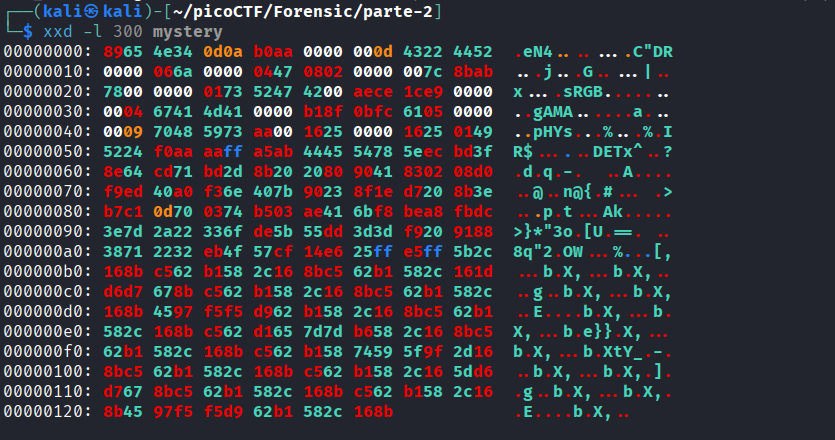 ┌──(kali㉿kali)-[~/picoCTF/Forensic/parte-2]
└─$ xxd -l 300 mystery
00000000: 8965 4e34 0d0a b0aa 0000 000d 4322 4452  .eN4........C"DR
00000010: 0000 066a 0000 0447 0802 0000 007c 8bab  ...j...G.....|..
00000020: 7800 0000 0173 5247 4200 aece 1ce9 0000  x....sRGB.......
00000030: 0004 6741 4d41 0000 b18f 0bfc 6105 0000  ..gAMA......a...
00000040: 0009 7048 5973 aa00 1625 0000 1625 0149  ..pHYs...%...%.I
00000050: 5224 f0aa aaff a5ab 4445 5478 5eec bd3f  R$......DETx^..?
00000060: 8e64 cd71 bd2d 8b20 2080 9041 8302 08d0  .d.q.-.  ..A....
00000070: f9ed 40a0 f36e 407b 9023 8f1e d720 8b3e  ..@..n@{.#... .>
00000080: b7c1 0d70 0374 b503 ae41 6bf8 bea8 fbdc  ...p.t...Ak.....
00000090: 3e7d 2a22 336f de5b 55dd 3d3d f920 9188  >}*"3o.[U.==. ..
000000a0: 3871 2232 eb4f 57cf 14e6 25ff e5ff 5b2c  8q"2.OW...%...[,
000000b0: 168b c562 b158 2c16 8bc5 62b1 582c 161d  ...b.X,...b.X,..
000000c0: d6d7 678b c562 b158 2c16 8bc5 62b1 582c  ..g..b.X,...b.X,
000000d0: 168b 4597 f5f5 d962 b158 2c16 8bc5 62b1  ..E....b.X,...b.
000000e0: 582c 168b c562 d165 7d7d b658 2c16 8bc5  X,...b.e}}.X,...
000000f0: 62b1 582c 168b c562 b158 7459 5f9f 2d16  b.X,...b.XtY_.-.
00000100: 8bc5 62b1 582c 168b c562 b158 2c16 5dd6  ..b.X,...b.X,.].
00000110: d767 8bc5 62b1 582c 168b c562 b158 2c16  .g..b.X,...b.X,.
00000120: 8b45 97f5 f5d9 62b1 582c 168b  .E....b.X,..